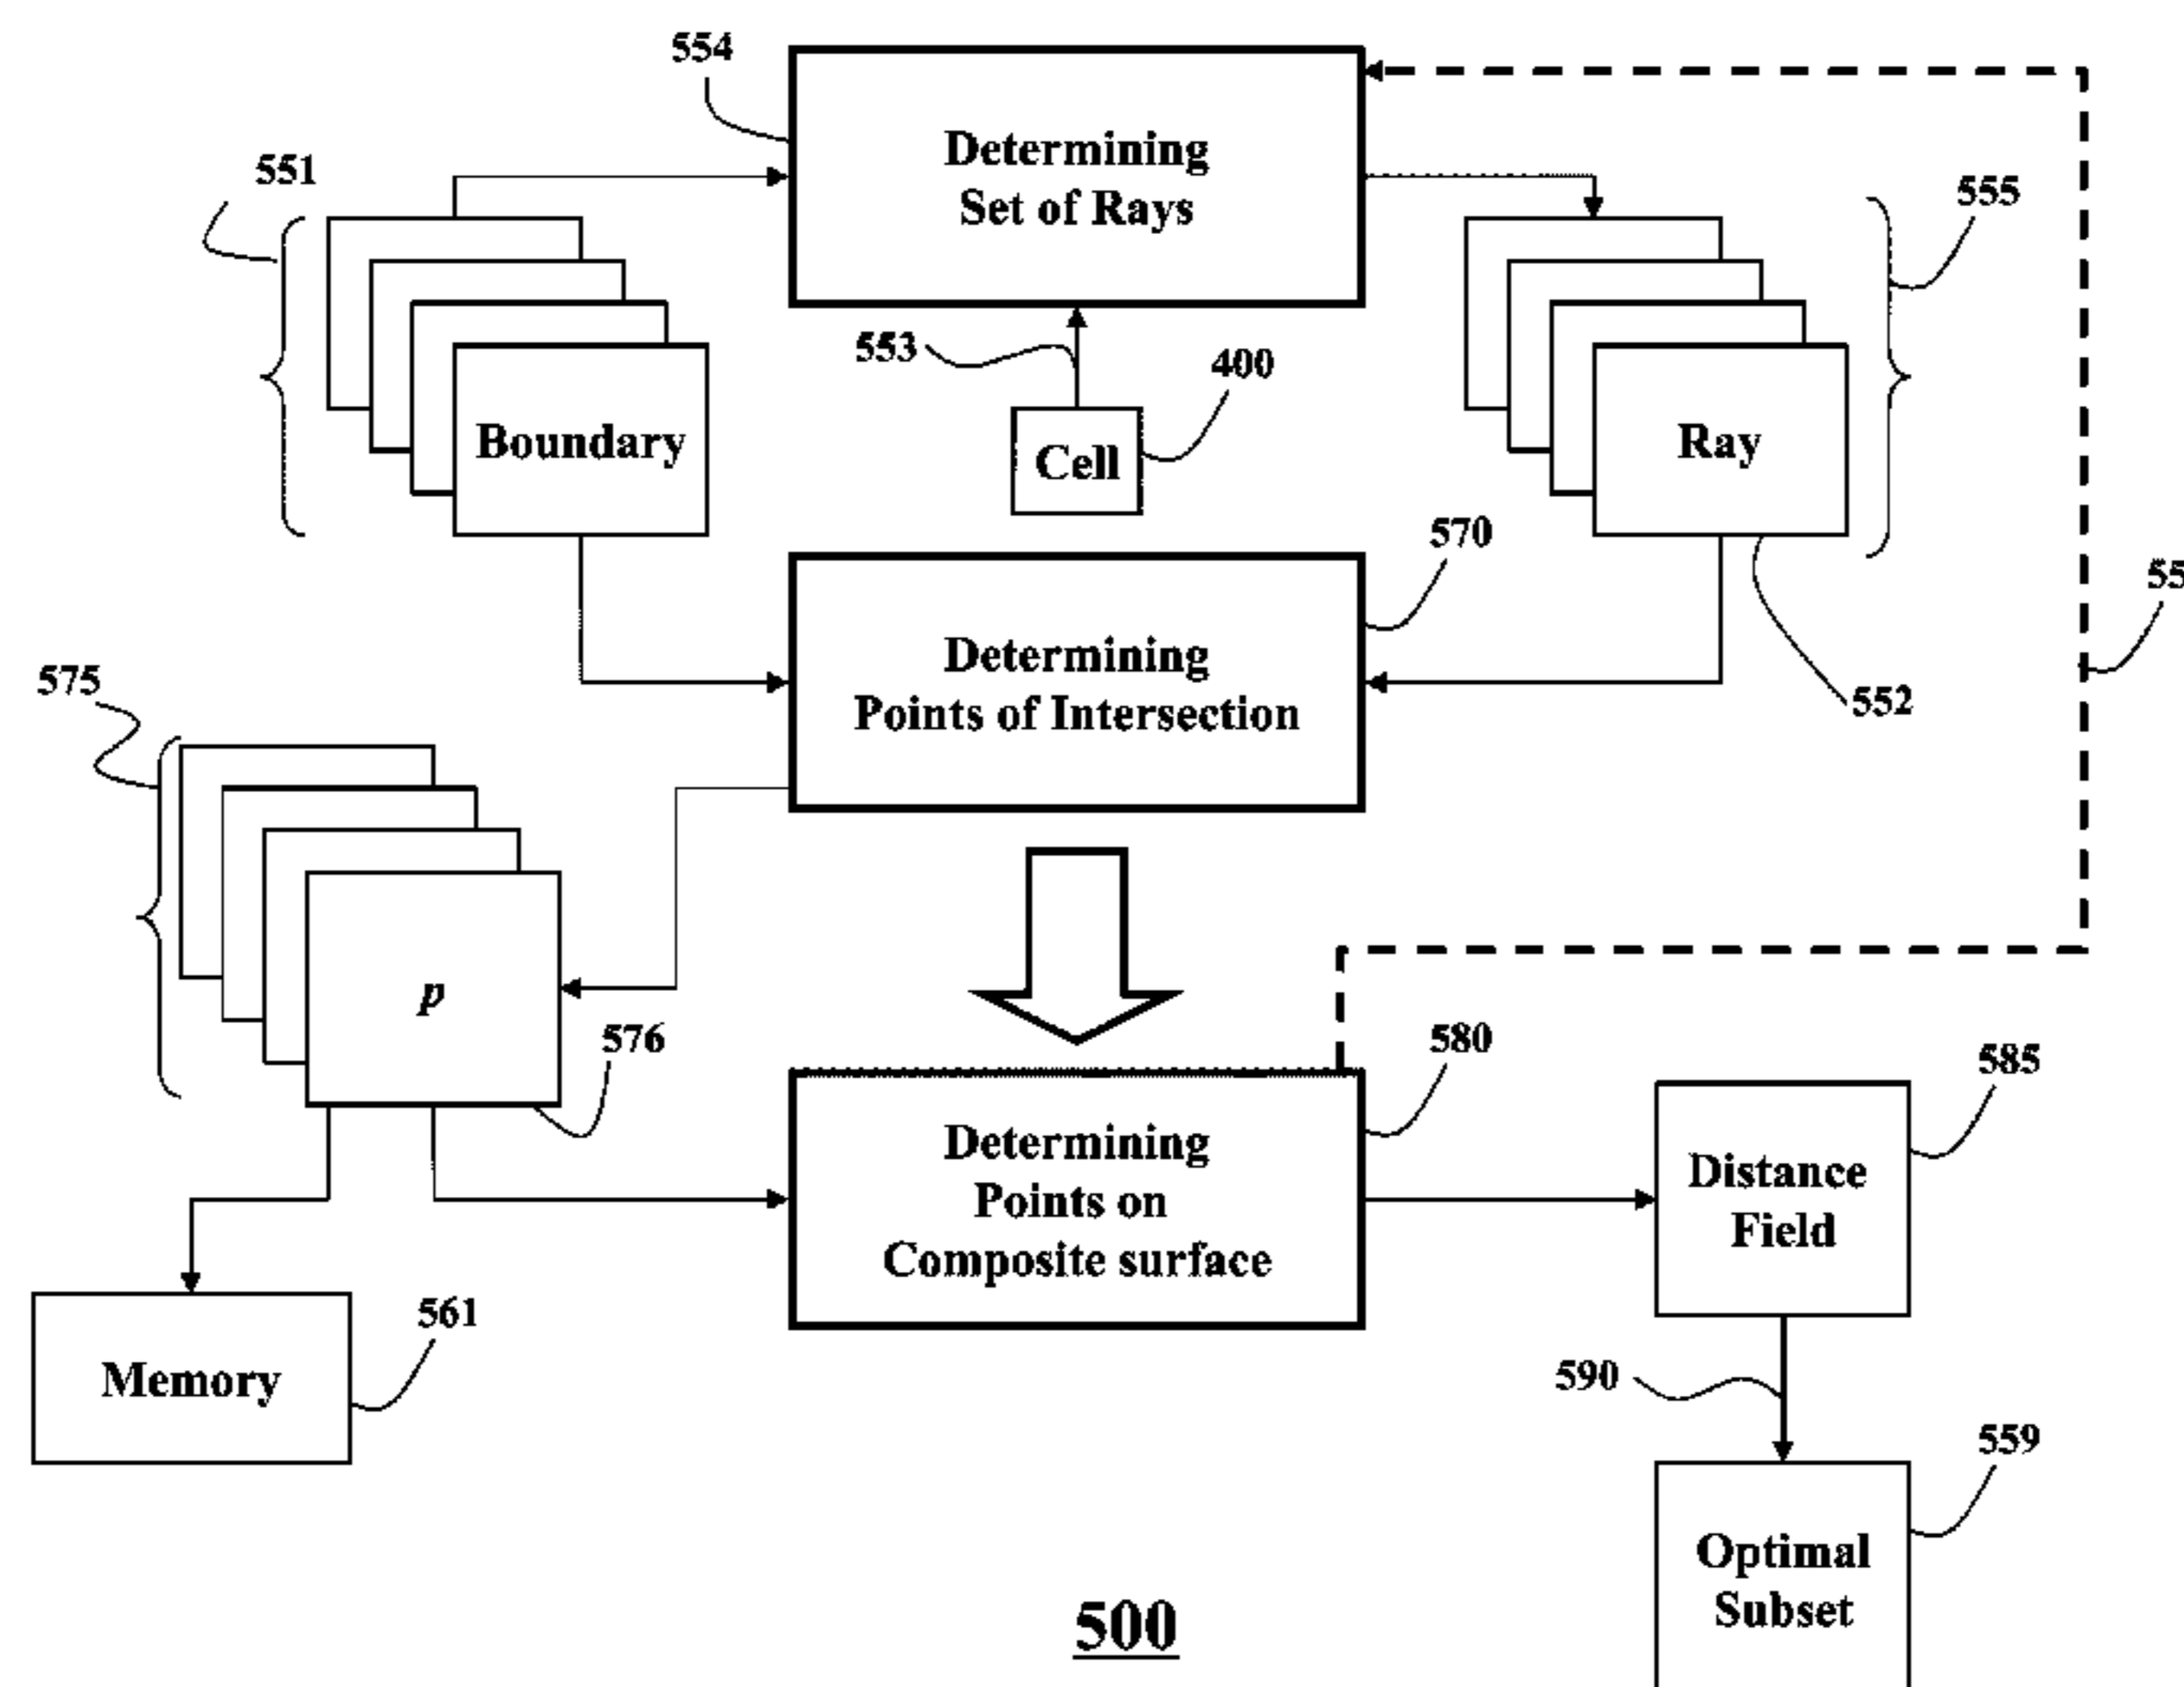 554
Determining
Set of Rays
551
555
553
400
Boundary
Cell
Ray
570
55
575
Determining
Points of Intersection
552
p
576
580
585
Determining
Points on
Composite surface
Distance
Field
561
Memory
590
559
Optimal
Subset
500